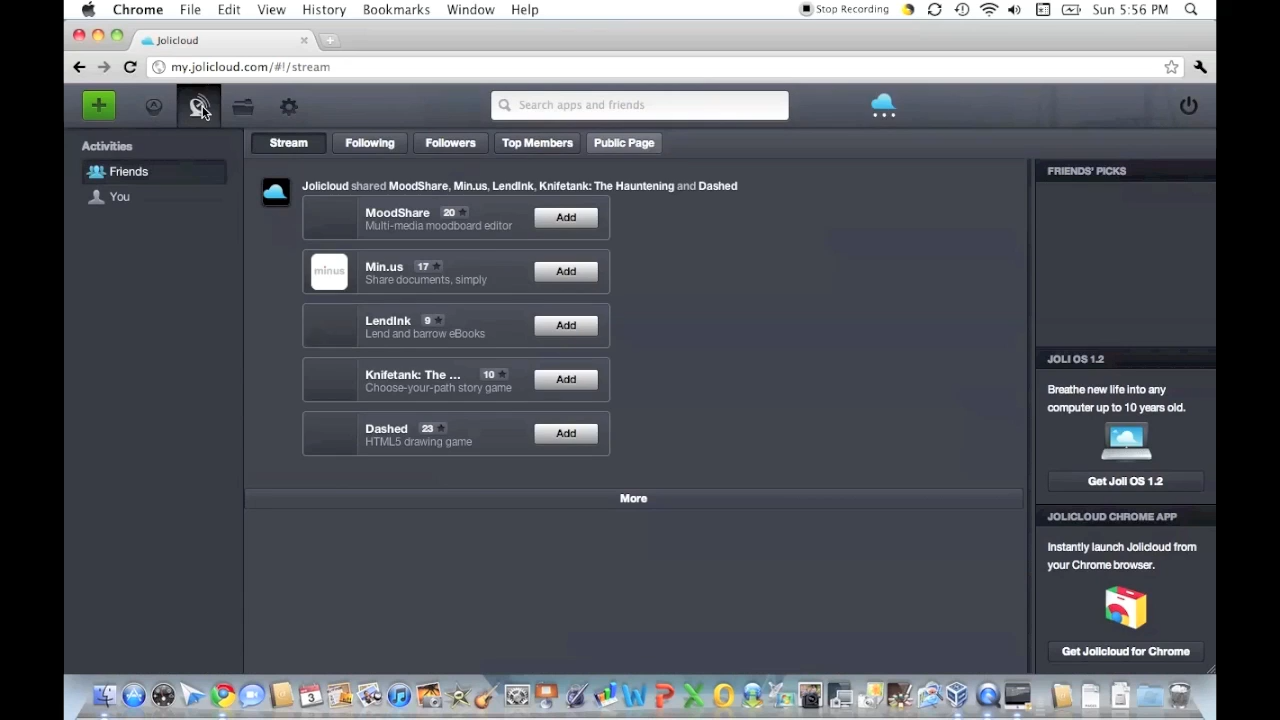 Chrome File Edit View History Bookmarks Window Help Stop Recording Sun 5:56 PM
Jolicloud
my.jolicloud.com/#!/stream
Search apps and friends
Activities
Friends
You
Stream Following Followers Top Members Public Page
Jolicloud shared MoodShare, Min.us, LendInk, Knifetank: The Hauntening and Dashed
MoodShare 20
Multi-media moodboard editor
Add
minus
Min.us 17
Share documents, simply
Add
LendInk 9
Lend and barrow eBooks
Add
Knifetank: The ... 10
Choose-your-path story game
Add
Dashed 23
HTML5 drawing game
Add
More
FRIENDS' PICKS
JOLI OS 1.2
Breathe new life into any
computer up to 10 years old.
Get Joli OS 1.2
JOLICLOUD CHROME APP
Instantly launch Jolicloud from
your Chrome browser.
Get Jolicloud for Chrome
3